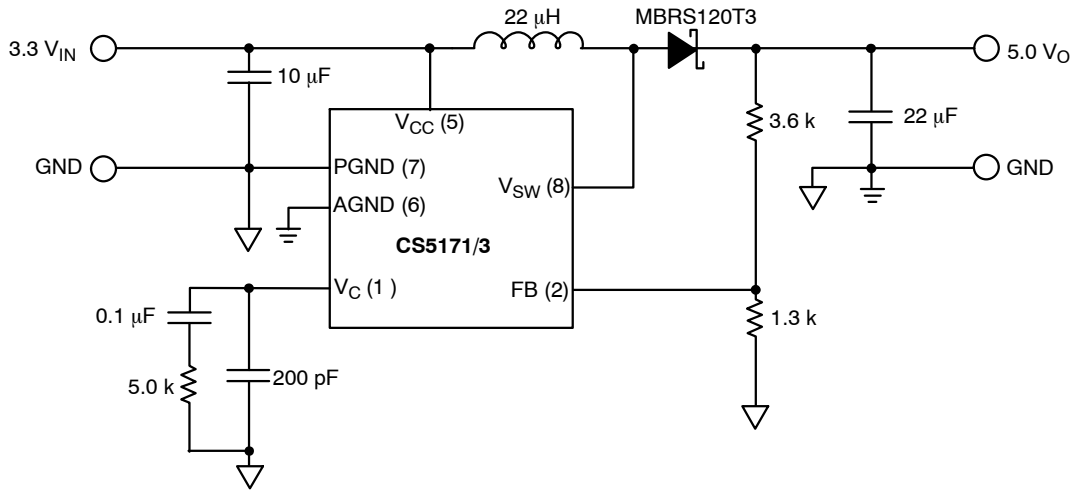 22 μH
MBRS120T3
3.3 V_IN
5.0 V_O
10 μF
V_CC (5)
3.6 k
22 μF
GND
PGND (7)
GND
V_SW (8)
AGND (6)
CS5171/3
V_C (1 )
FB (2)
0.1 μF
1.3 k
5.0 k
200 pF